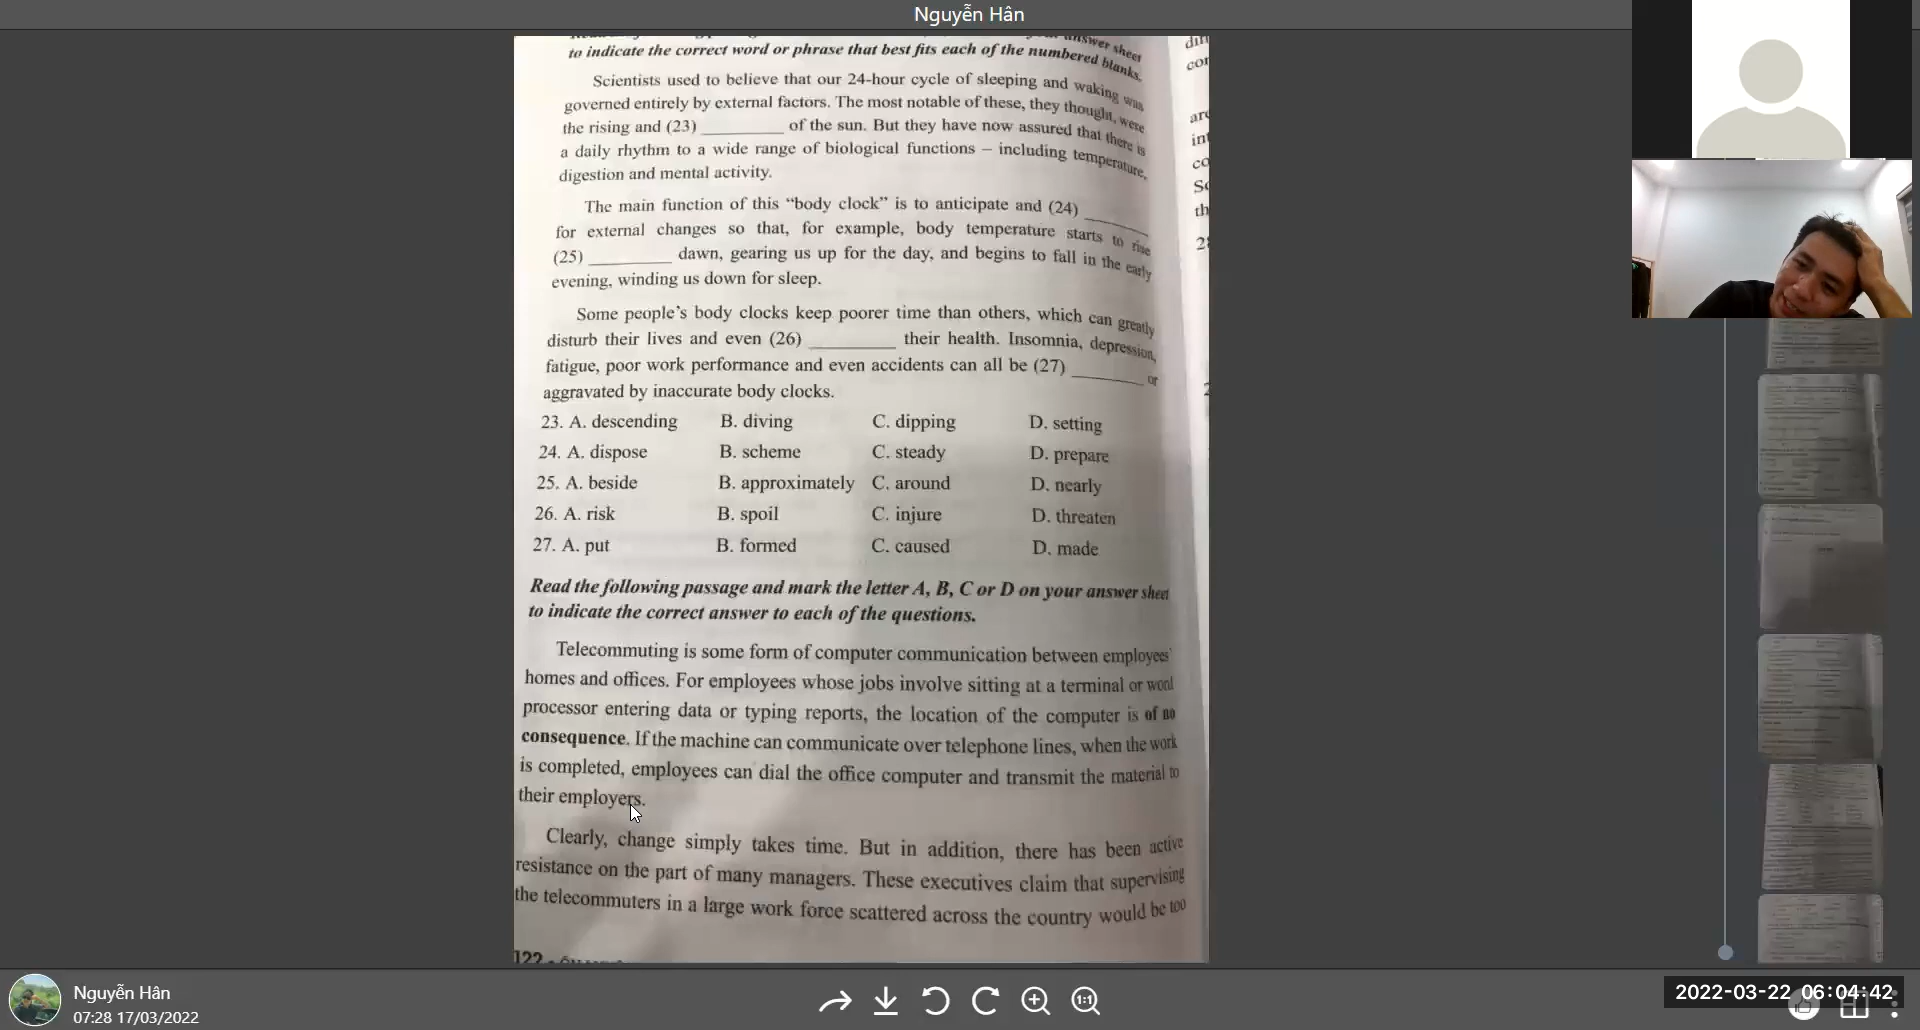 Nguyễn Hân
answer sheet
to indicate the correct word or phrase that best fits each of the numbered blanks.
Scientists used to believe that our 24-hour cycle of sleeping and waking was
governed entirely by external factors. The most notable of these, they thought, were
the rising and (23) __________ of the sun. But they have now assured that there is
a daily rhythm to a wide range of biological functions – including temperature,
digestion and mental activity.
The main function of this “body clock” is to anticipate and (24) ________
for external changes so that, for example, body temperature starts to rise
(25) __________ dawn, gearing us up for the day, and begins to fall in the early
evening, winding us down for sleep.
Some people’s body clocks keep poorer time than others, which can greatly
disturb their lives and even (26) __________ their health. Insomnia, depression,
fatigue, poor work performance and even accidents can all be (27) ________ or
aggravated by inaccurate body clocks.
23. A. descending B. diving C. dipping D. setting
24. A. dispose B. scheme C. steady D. prepare
25. A. beside B. approximately C. around D. nearly
26. A. risk B. spoil C. injure D. threaten
27. A. put B. formed C. caused D. made
Read the following passage and mark the letter A, B, C or D on your answer sheet
to indicate the correct answer to each of the questions.
Telecommuting is some form of computer communication between employees’
homes and offices. For employees whose jobs involve sitting at a terminal or word
processor entering data or typing reports, the location of the computer is of no
consequence. If the machine can communicate over telephone lines, when the work
is completed, employees can dial the office computer and transmit the material to
their employers.
Clearly, change simply takes time. But in addition, there has been active
resistance on the part of many managers. These executives claim that supervising
the telecommuters in a large work force scattered across the country would be too
122
Nguyễn Hân
07:28 17/03/2022
1:1
2022-03-22 06:04:42